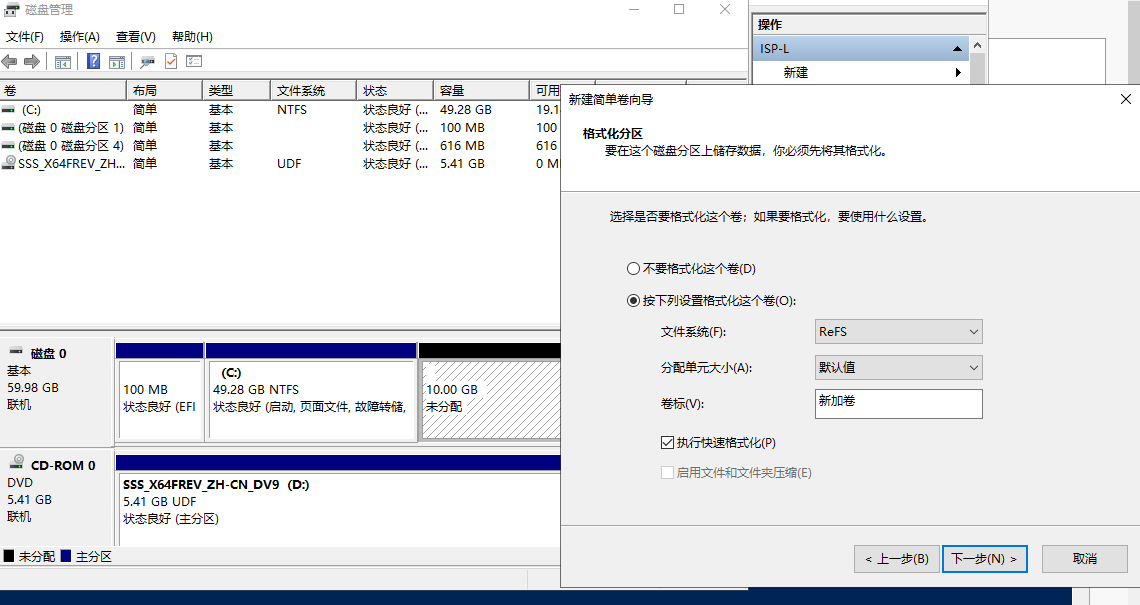 磁盘管理
文件(F) 操作(A) 查看(V) 帮助(H)
卷 布局 类型 文件系统 状态 容量 可用
(C:) 简单 基本 NTFS 状态良好 (... 49.28 GB 19.1
(磁盘 0 磁盘分区 1) 简单 基本 状态良好 (... 100 MB 100
(磁盘 0 磁盘分区 4) 简单 基本 状态良好 (... 616 MB 616
SSS_X64FREV_ZH... 简单 基本 UDF 状态良好 (... 5.41 GB 0 M
操作
ISP-L
新建
新建简单卷向导
格式化分区
要在这个磁盘分区上储存数据，你必须先将其格式化。
选择是否要格式化这个卷；如果要格式化，要使用什么设置。
不要格式化这个卷(D)
按下列设置格式化这个卷(O):
文件系统(F): ReFS
分配单元大小(A): 默认值
卷标(V): 新加卷
执行快速格式化(P)
启用文件和文件夹压缩(E)
< 上一步(B) 下一步(N) > 取消
磁盘 0
基本
59.98 GB
联机
100 MB
状态良好 (EFI
(C:)
49.28 GB NTFS
状态良好 (启动, 页面文件, 故障转储,
10.00 GB
未分配
CD-ROM 0
DVD
5.41 GB
联机
SSS_X64FREV_ZH-CN_DV9 (D:)
5.41 GB UDF
状态良好 (主分区)
未分配 主分区